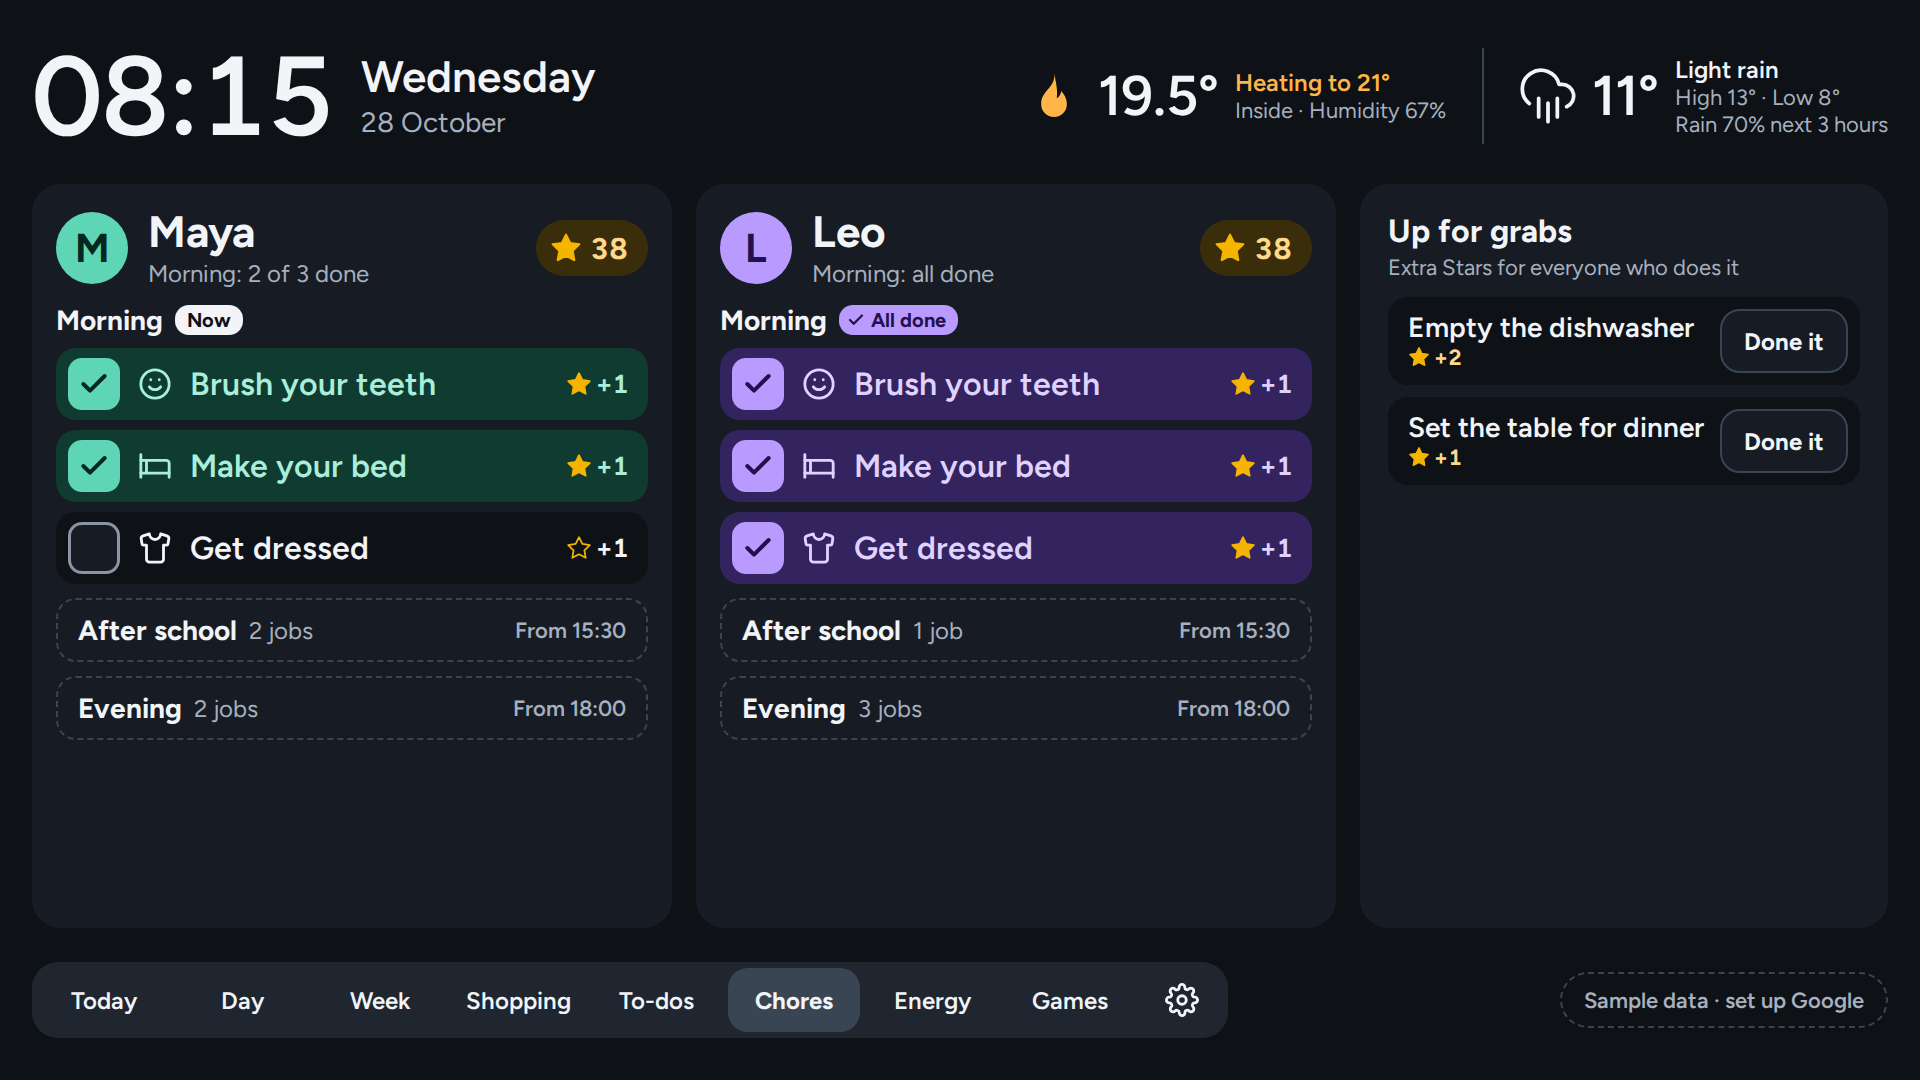 08:15
Wednesday
28 October
19.5°
Heating to 21°
Inside · Humidity 67%
11°
Light rain
High 13° · Low 8°
Rain 70% next 3 hours
M
Maya
Morning: 2 of 3 done
38
Morning
Now
Brush your teeth
+1
Make your bed
+1
Get dressed
+1
After school 2 jobs
From 15:30
Evening 2 jobs
From 18:00
L
Leo
Morning: all done
38
Morning
All done
Brush your teeth
+1
Make your bed
+1
Get dressed
+1
After school 1 job
From 15:30
Evening 3 jobs
From 18:00
Up for grabs
Extra Stars for everyone who does it
Empty the dishwasher
+2
Done it
Set the table for dinner
+1
Done it
Today
Day
Week
Shopping
To-dos
Chores
Energy
Games
Sample data · set up Google